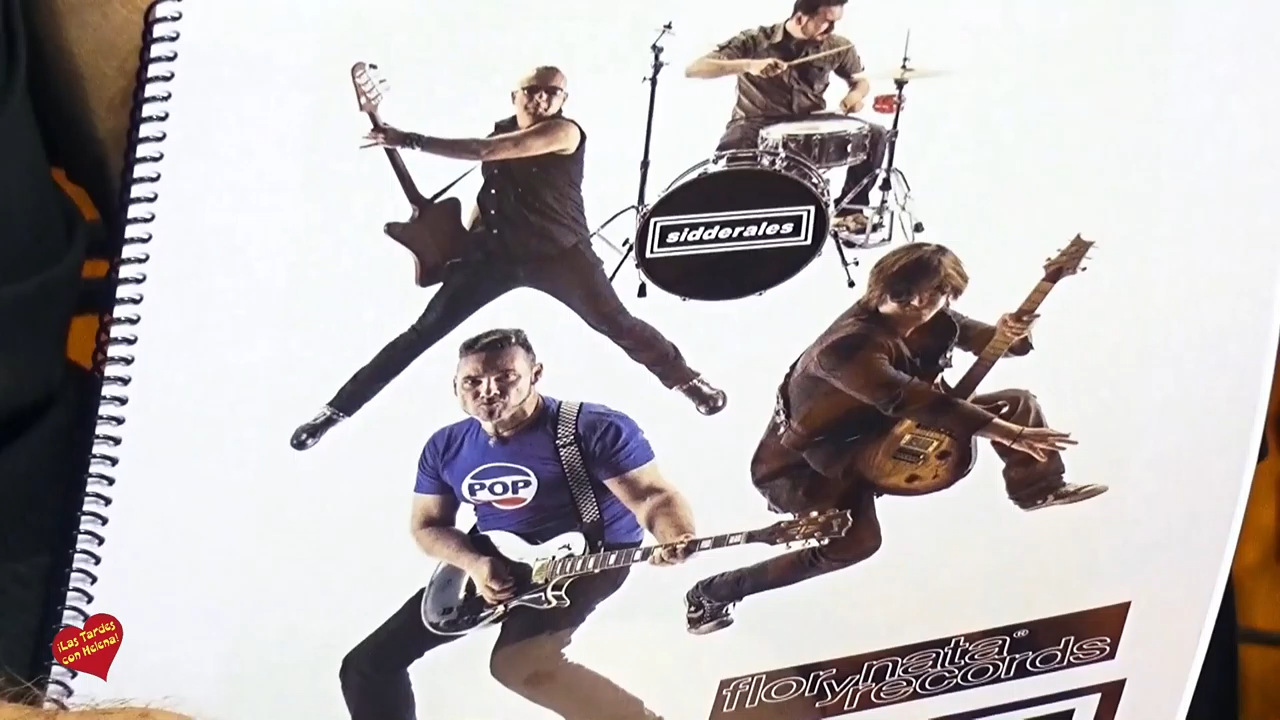 sidderales
POP
flor y nata®
records
¡Las Tardes
con Helena!